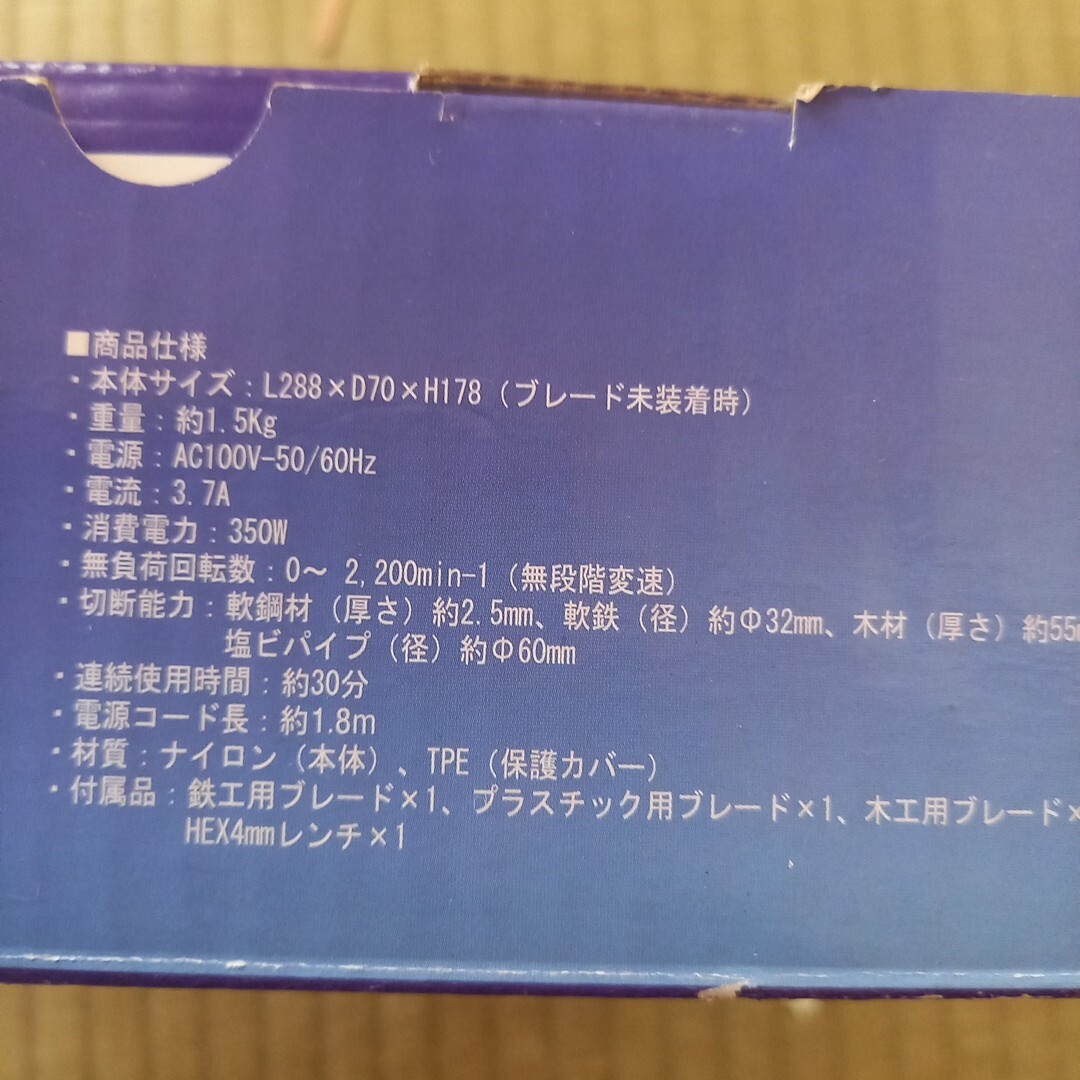 ■商品仕様
・本体サイズ：L288×D70×H178（ブレード未装着時）
・重量：約1.5Kg
・電源：AC100V-50/60Hz
・電流：3.7A
・消費電力：350W
・無負荷回転数：0～ 2,200min-1（無段階変速）
・切断能力：軟鋼材（厚さ）約2.5mm、軟鉄（径）約Φ32mm、木材（厚さ）約55m
塩ビパイプ（径）約Φ60mm
・連続使用時間：約30分
・電源コード長：約1.8m
・材質：ナイロン（本体）、TPE（保護カバー）
・付属品：鉄工用ブレード×1、プラスチック用ブレード×1、木工用ブレード×
HEX4mmレンチ×1